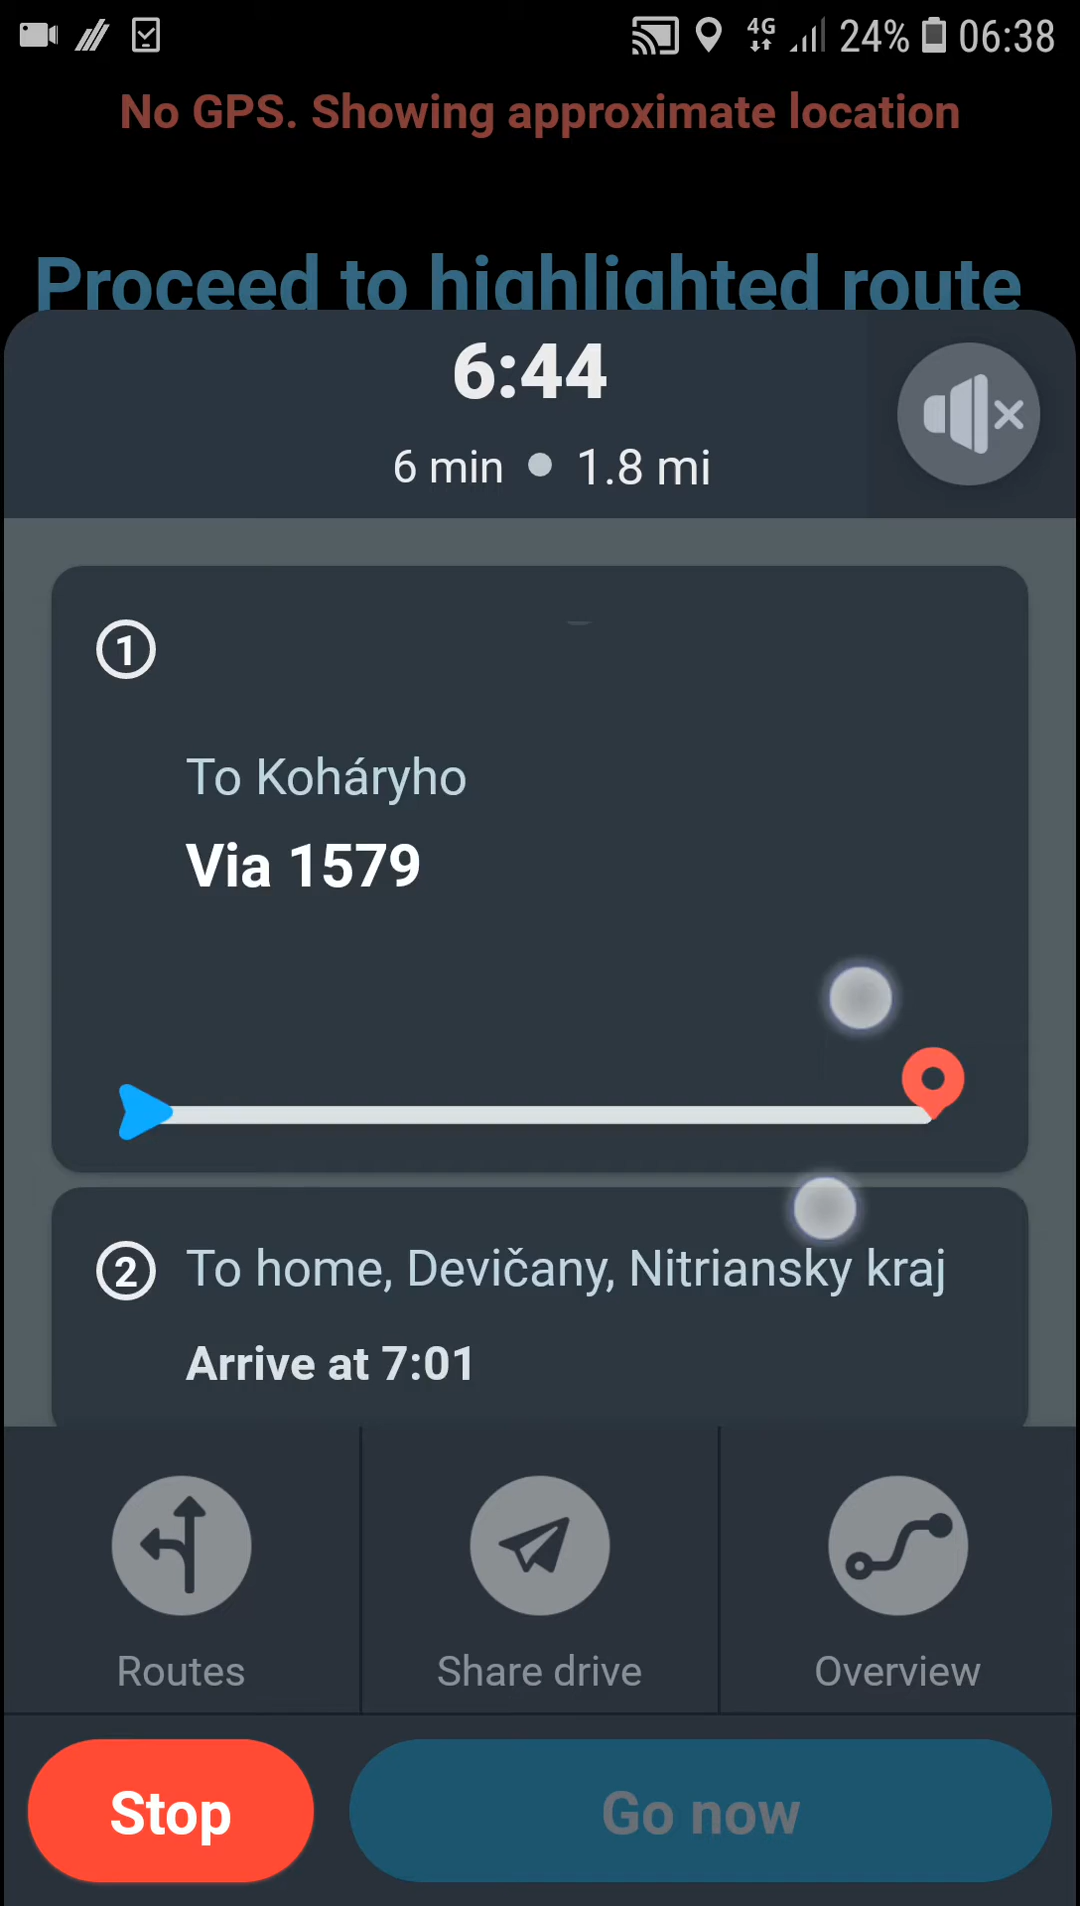 4G 24% 06:38
No GPS. Showing approximate location
Proceed to highlighted route
6:44
6 min 1.8 mi
1
To Koháryho
Via 1579
2 To home, Devičany, Nitriansky kraj
Arrive at 7:01
Routes Share drive Overview
Stop Go now